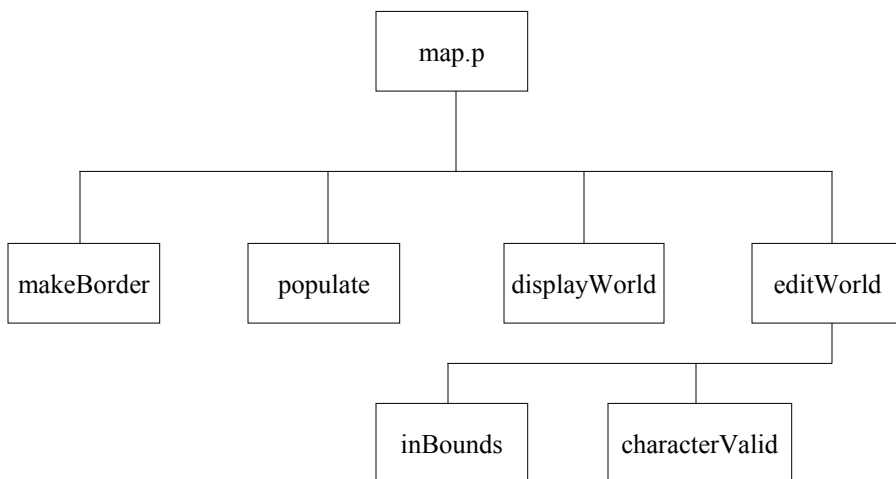 map.p
makeBorder
populate
displayWorld
editWorld
inBounds
characterValid